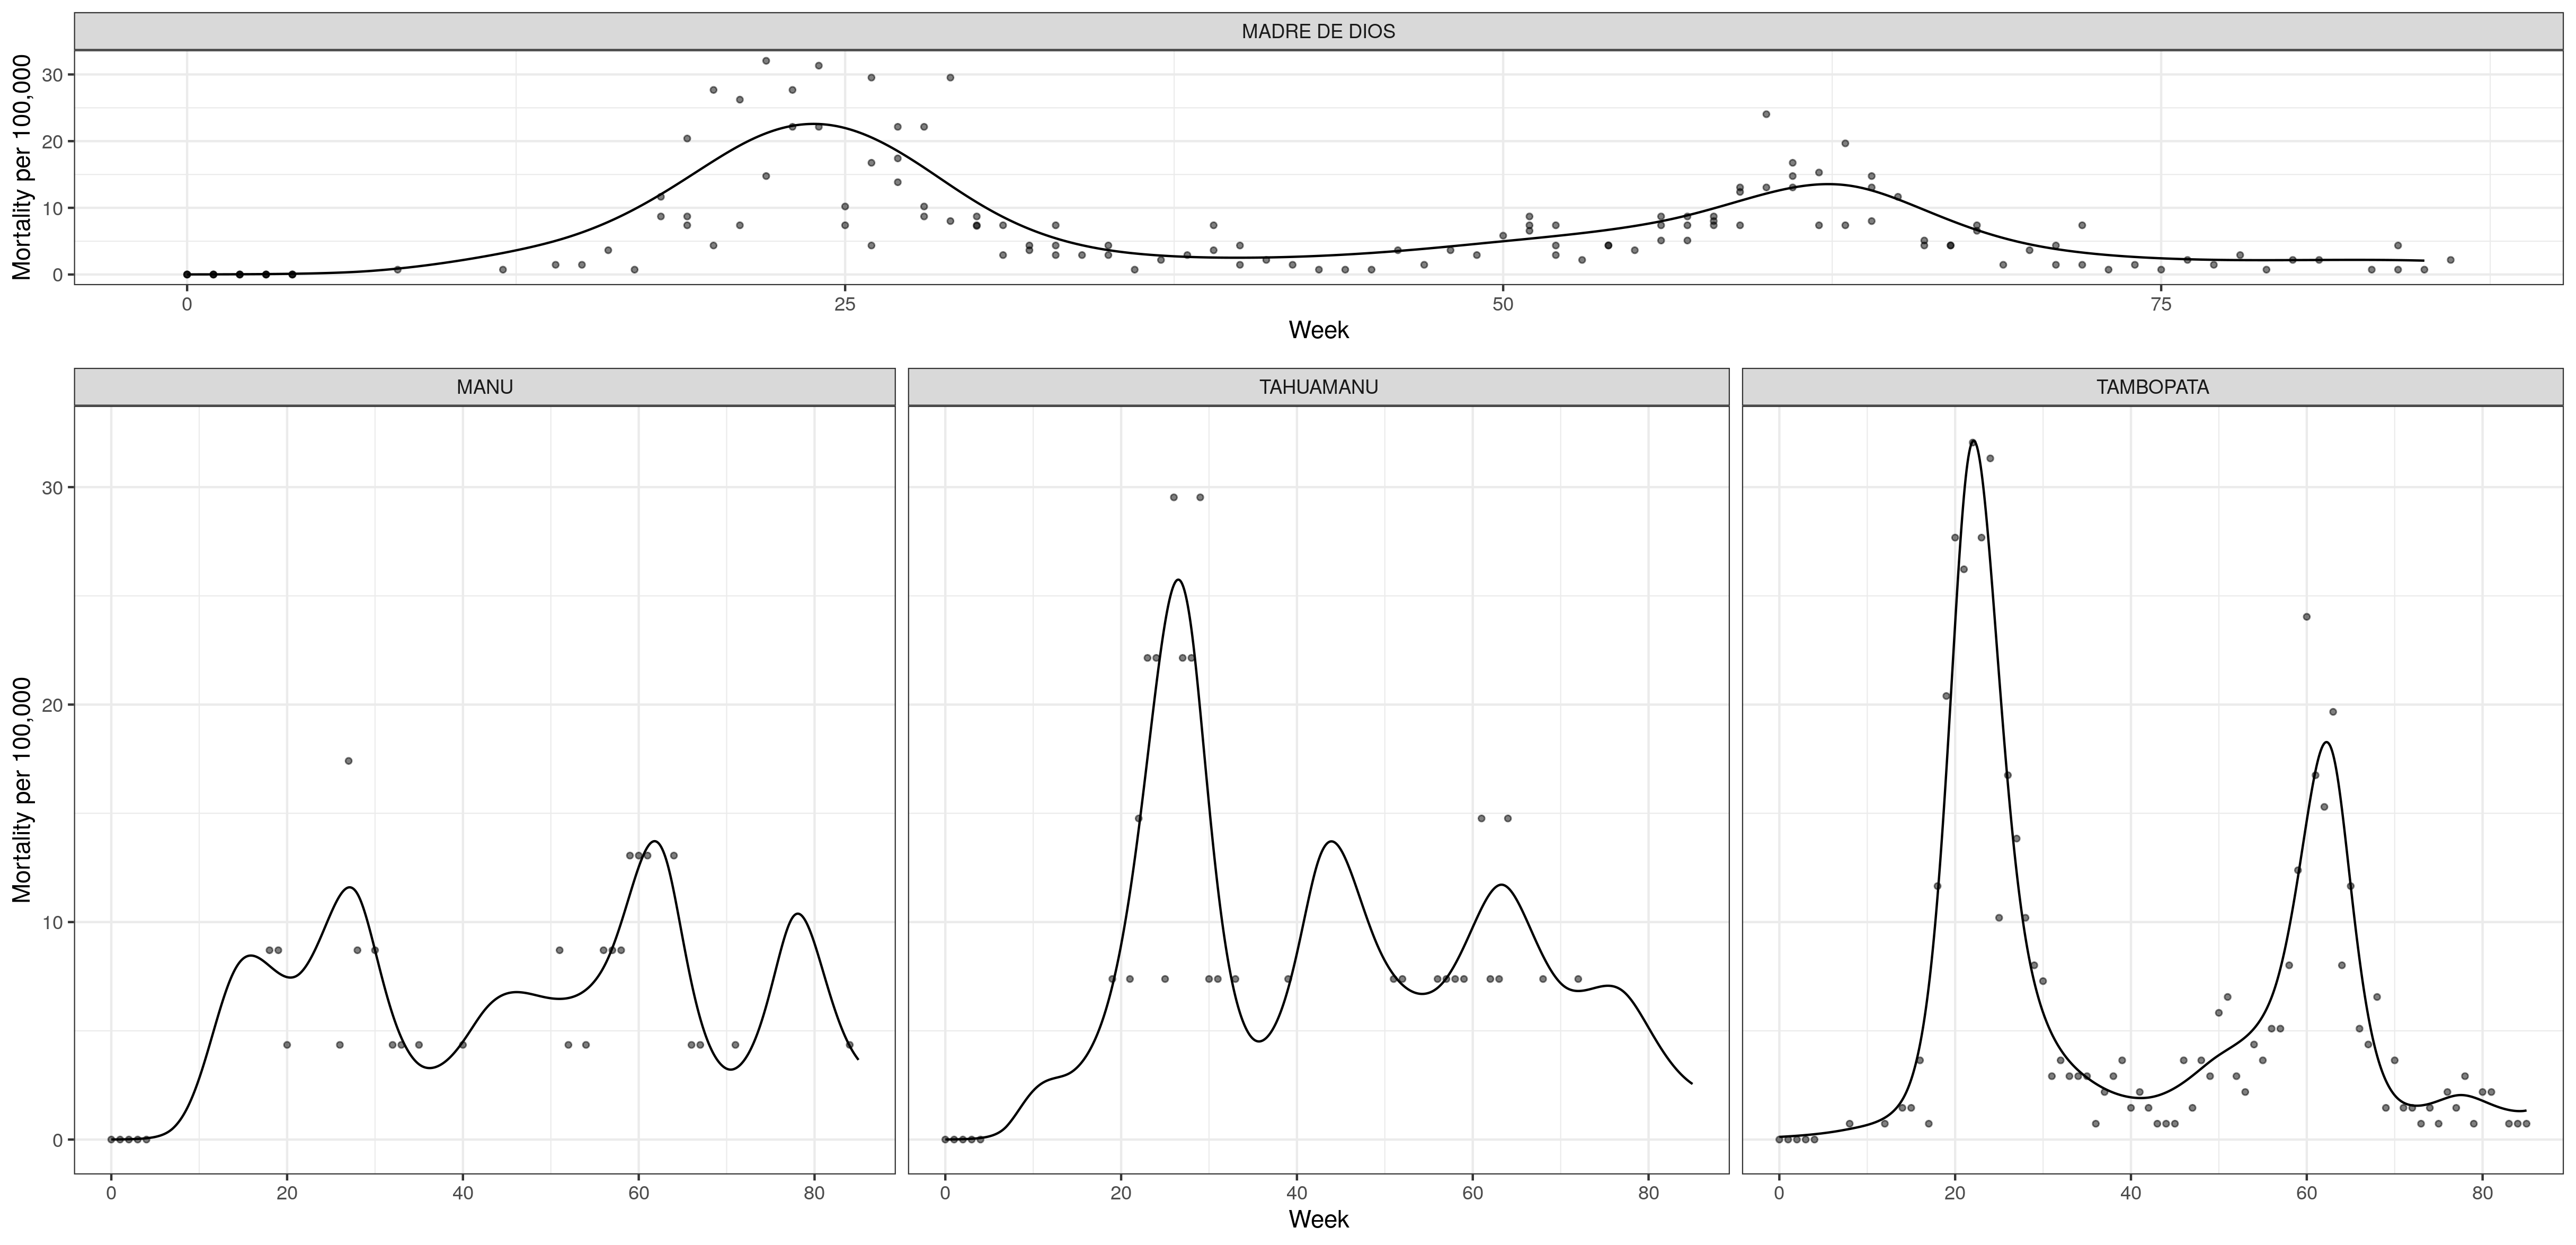 MADRE DE DIOS
Mortality per 100,000
30
20
10
0
0 25 50 75
Week
MANU TAHUAMANU TAMBOPATA
Mortality per 100,000
30
20
10
0
0 20 40 60 80 0 20 40 60 80 0 20 40 60 80
Week